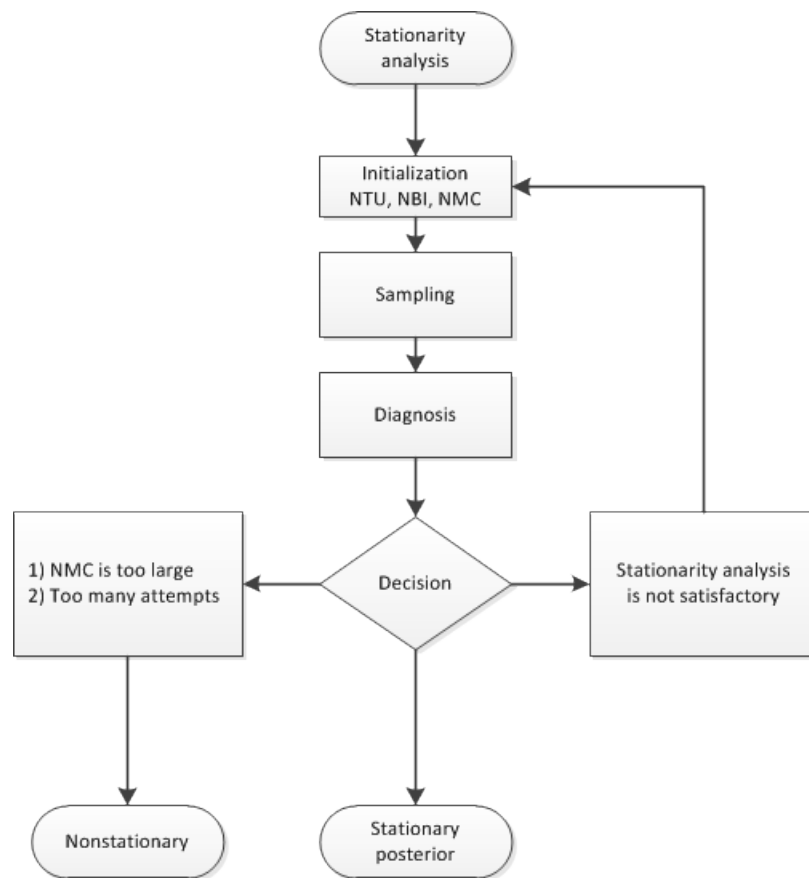 Stationarity
analysis
Initialization
NTU, NBI, NMC
Sampling
Diagnosis
1) NMC is too large
2) Too many attempts
Decision
Stationarity analysis
is not satisfactory
Nonstationary
Stationary
posterior